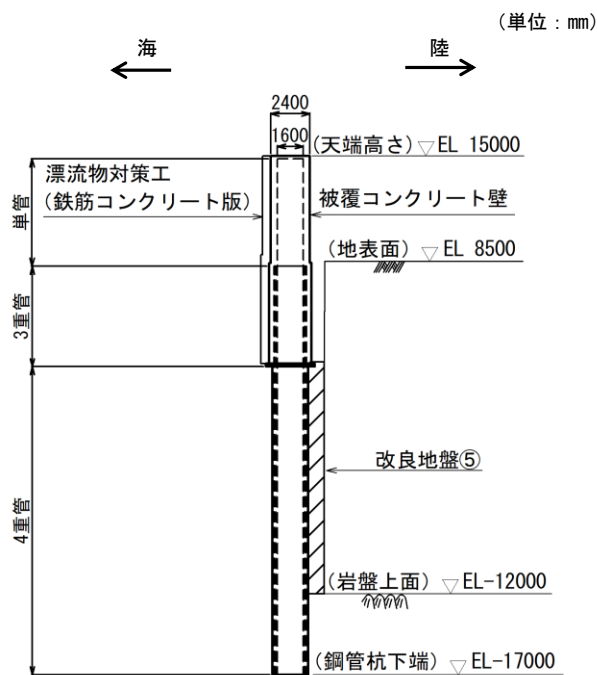 (単位：mm)
海
陸
2400
1600
(天端高さ) ▽ EL 15000
漂流物対策工
(鉄筋コンクリート版)
被覆コンクリート壁
単管
(地表面) ▽ EL 8500
3重管
改良地盤⑤
4重管
(岩盤上面) ▽ EL-12000
(鋼管杭下端) ▽ EL-17000